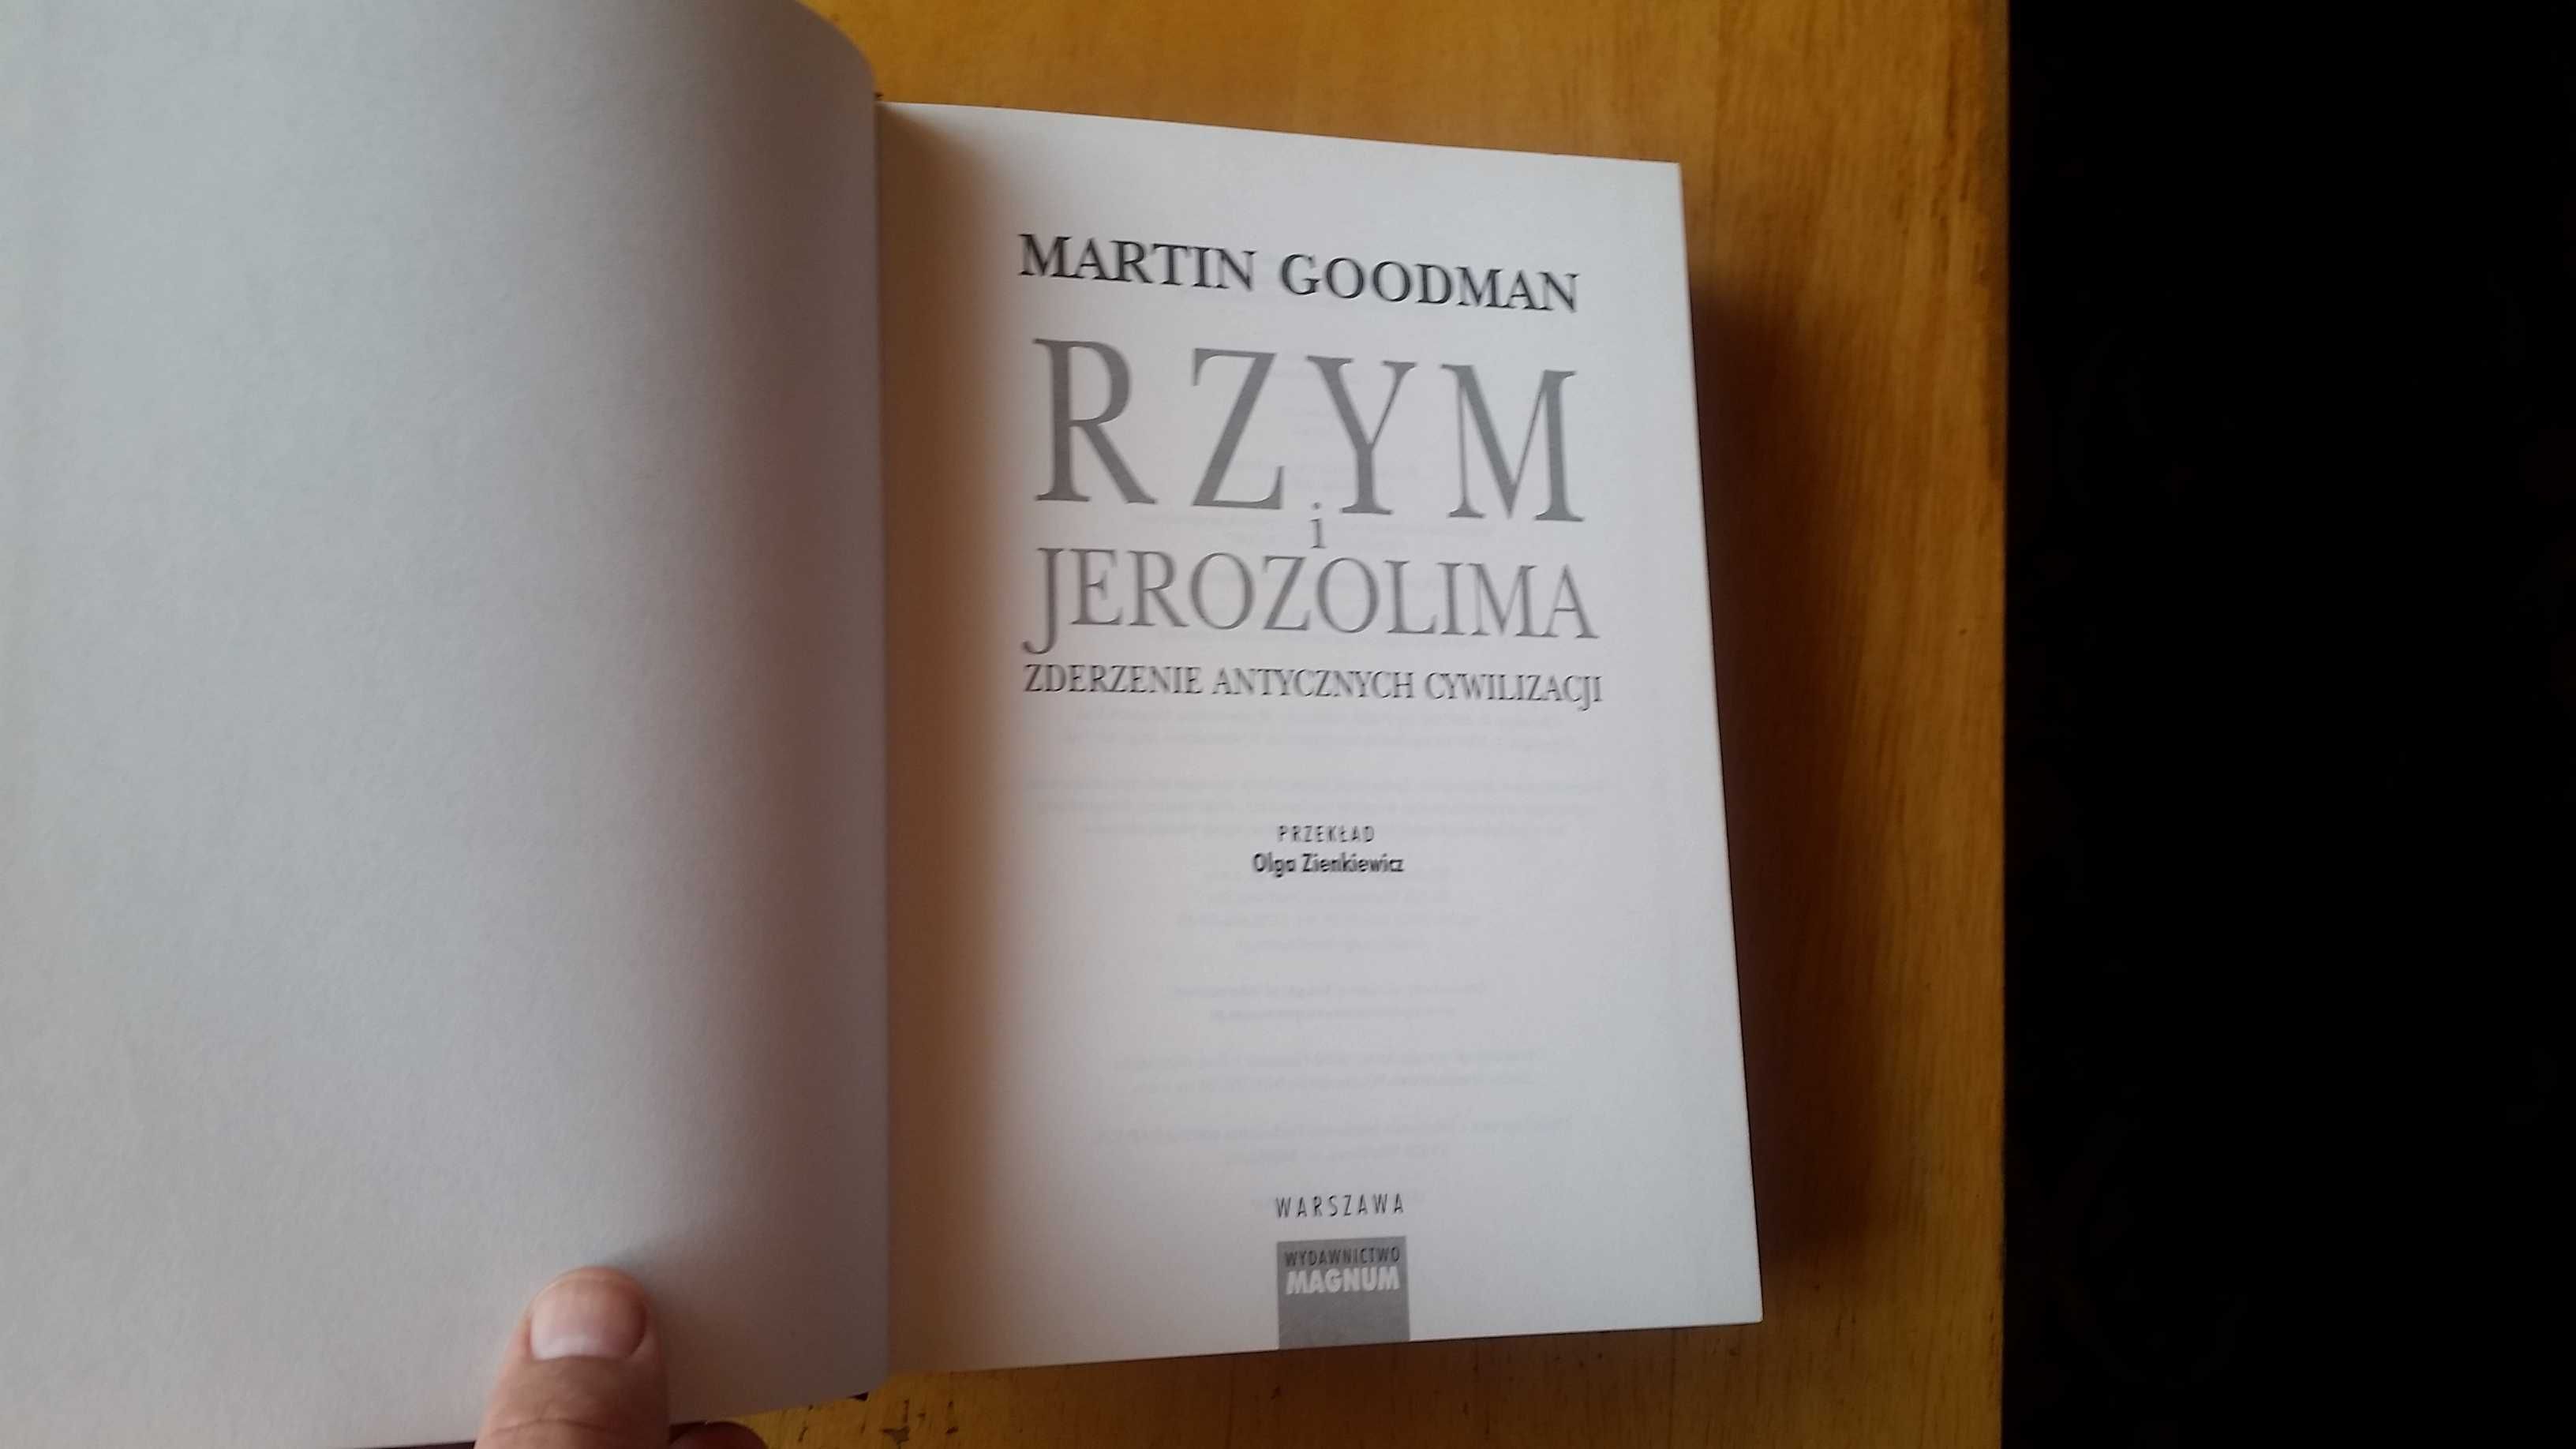 MARTIN GOODMAN
RZYM
i
JEROZOLIMA
ZDERZENIE ANTYCZNYCH CYWILIZACJI
PRZEKŁAD
Olga Zienkiewicz
WARSZAWA
WYDAWNICTWO
MAGNUM